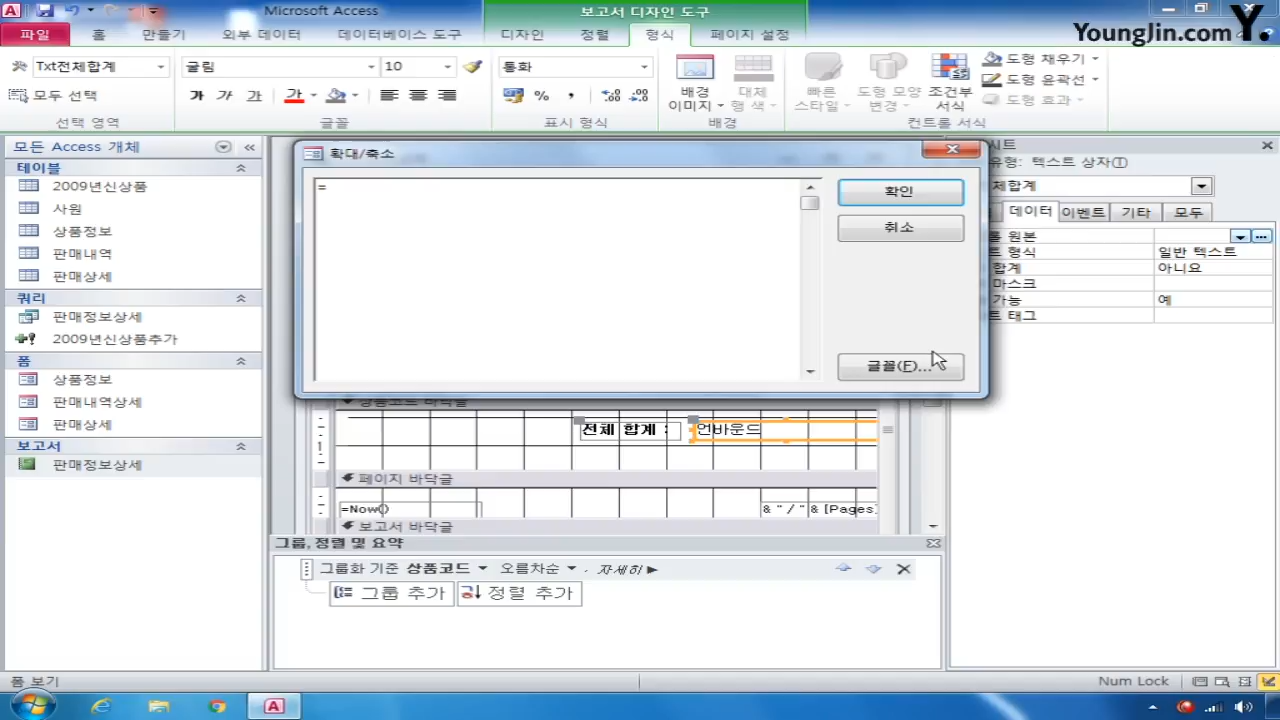 Microsoft Access
보고서 디자인 도구
파일 홈 만들기 외부 데이터 데이터베이스 도구 디자인 정렬 형식 페이지 설정
YoungJin.com Y.
Txt전체합계 굴림 10 통화
모두 선택 가 가 가 가
배경 이미지 대체 행 색 빠른 스타일 도형 모양 변경 조건부 서식 도형 채우기 도형 윤곽선 도형 효과
선택 영역 글꼴 표시 형식 배경 컨트롤 서식
모든 Access 개체
테이블
2009년신상품
사원
상품정보
판매내역
판매상세
쿼리
판매정보상세
2009년신상품추가
폼
상품정보
판매내역상세
판매상세
보고서
판매정보상세
확대/축소
=
확인
취소
글꼴(F)...
시트
유형: 텍스트 상자(T)
체합계
데이터 이벤트 기타 모두
롤 원본
트 형식 일반 텍스트
합계 아니요
마스크
가능 예
트 태그
상품코드 바닥글
전체 합계 : 언바운드
페이지 바닥글
=Now() & "/" & [Pages]
보고서 바닥글
그룹, 정렬 및 요약
그룹화 기준 상품코드 오름차순 , 자세히
그룹 추가 정렬 추가
폼 보기
Num Lock